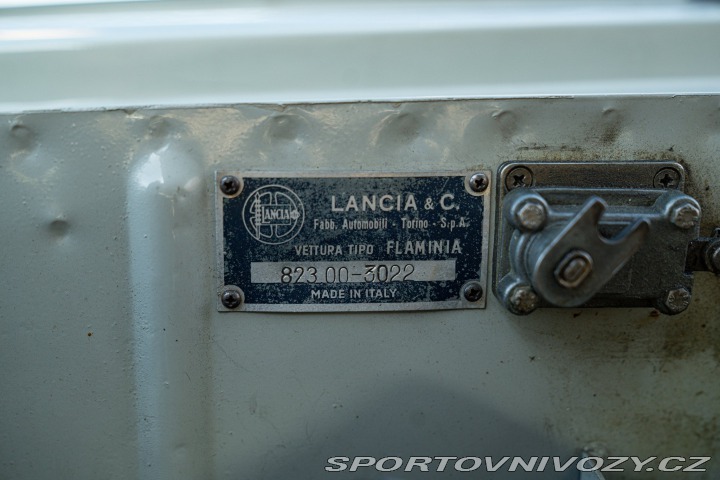 LANCIA & C.
LANCIA
Fabb. Automobili - Torino - S.p.A.
VETTURA TIPO FLAMINIA
823.00-3022
MADE IN ITALY
SPORTOVNIVOZY.CZ